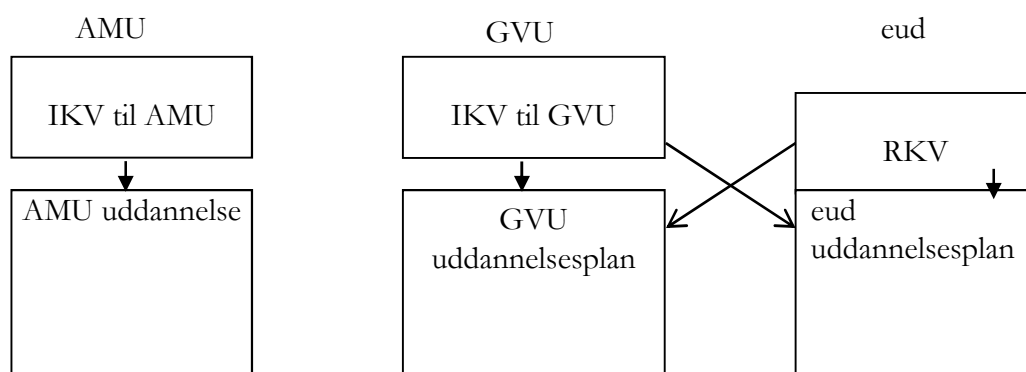 AMU
GVU
eud
IKV til AMU
IKV til GVU
RKV
AMU uddannelse
GVU
uddannelsesplan
eud
uddannelsesplan